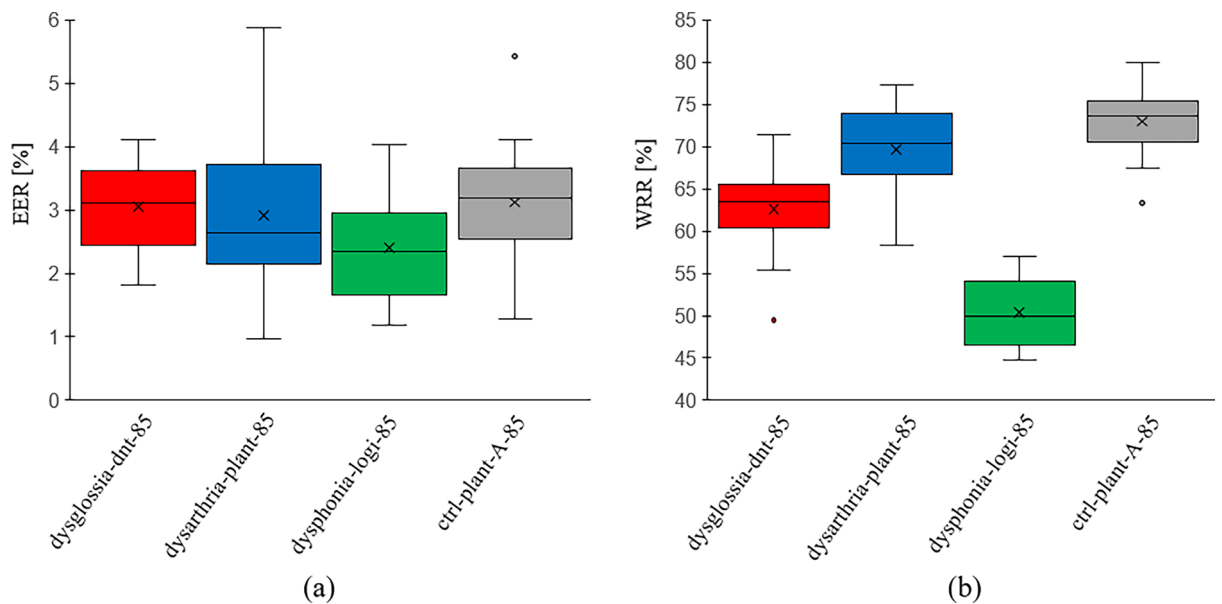 EER [%]
6
5
4
3
2
1
0
dysglossia-dnt-85
dysarthria-plant-85
dysphonia-logi-85
ctrl-plant-A-85
(a)
WRR [%]
85
80
75
70
65
60
55
50
45
40
dysglossia-dnt-85
dysarthria-plant-85
dysphonia-logi-85
ctrl-plant-A-85
(b)